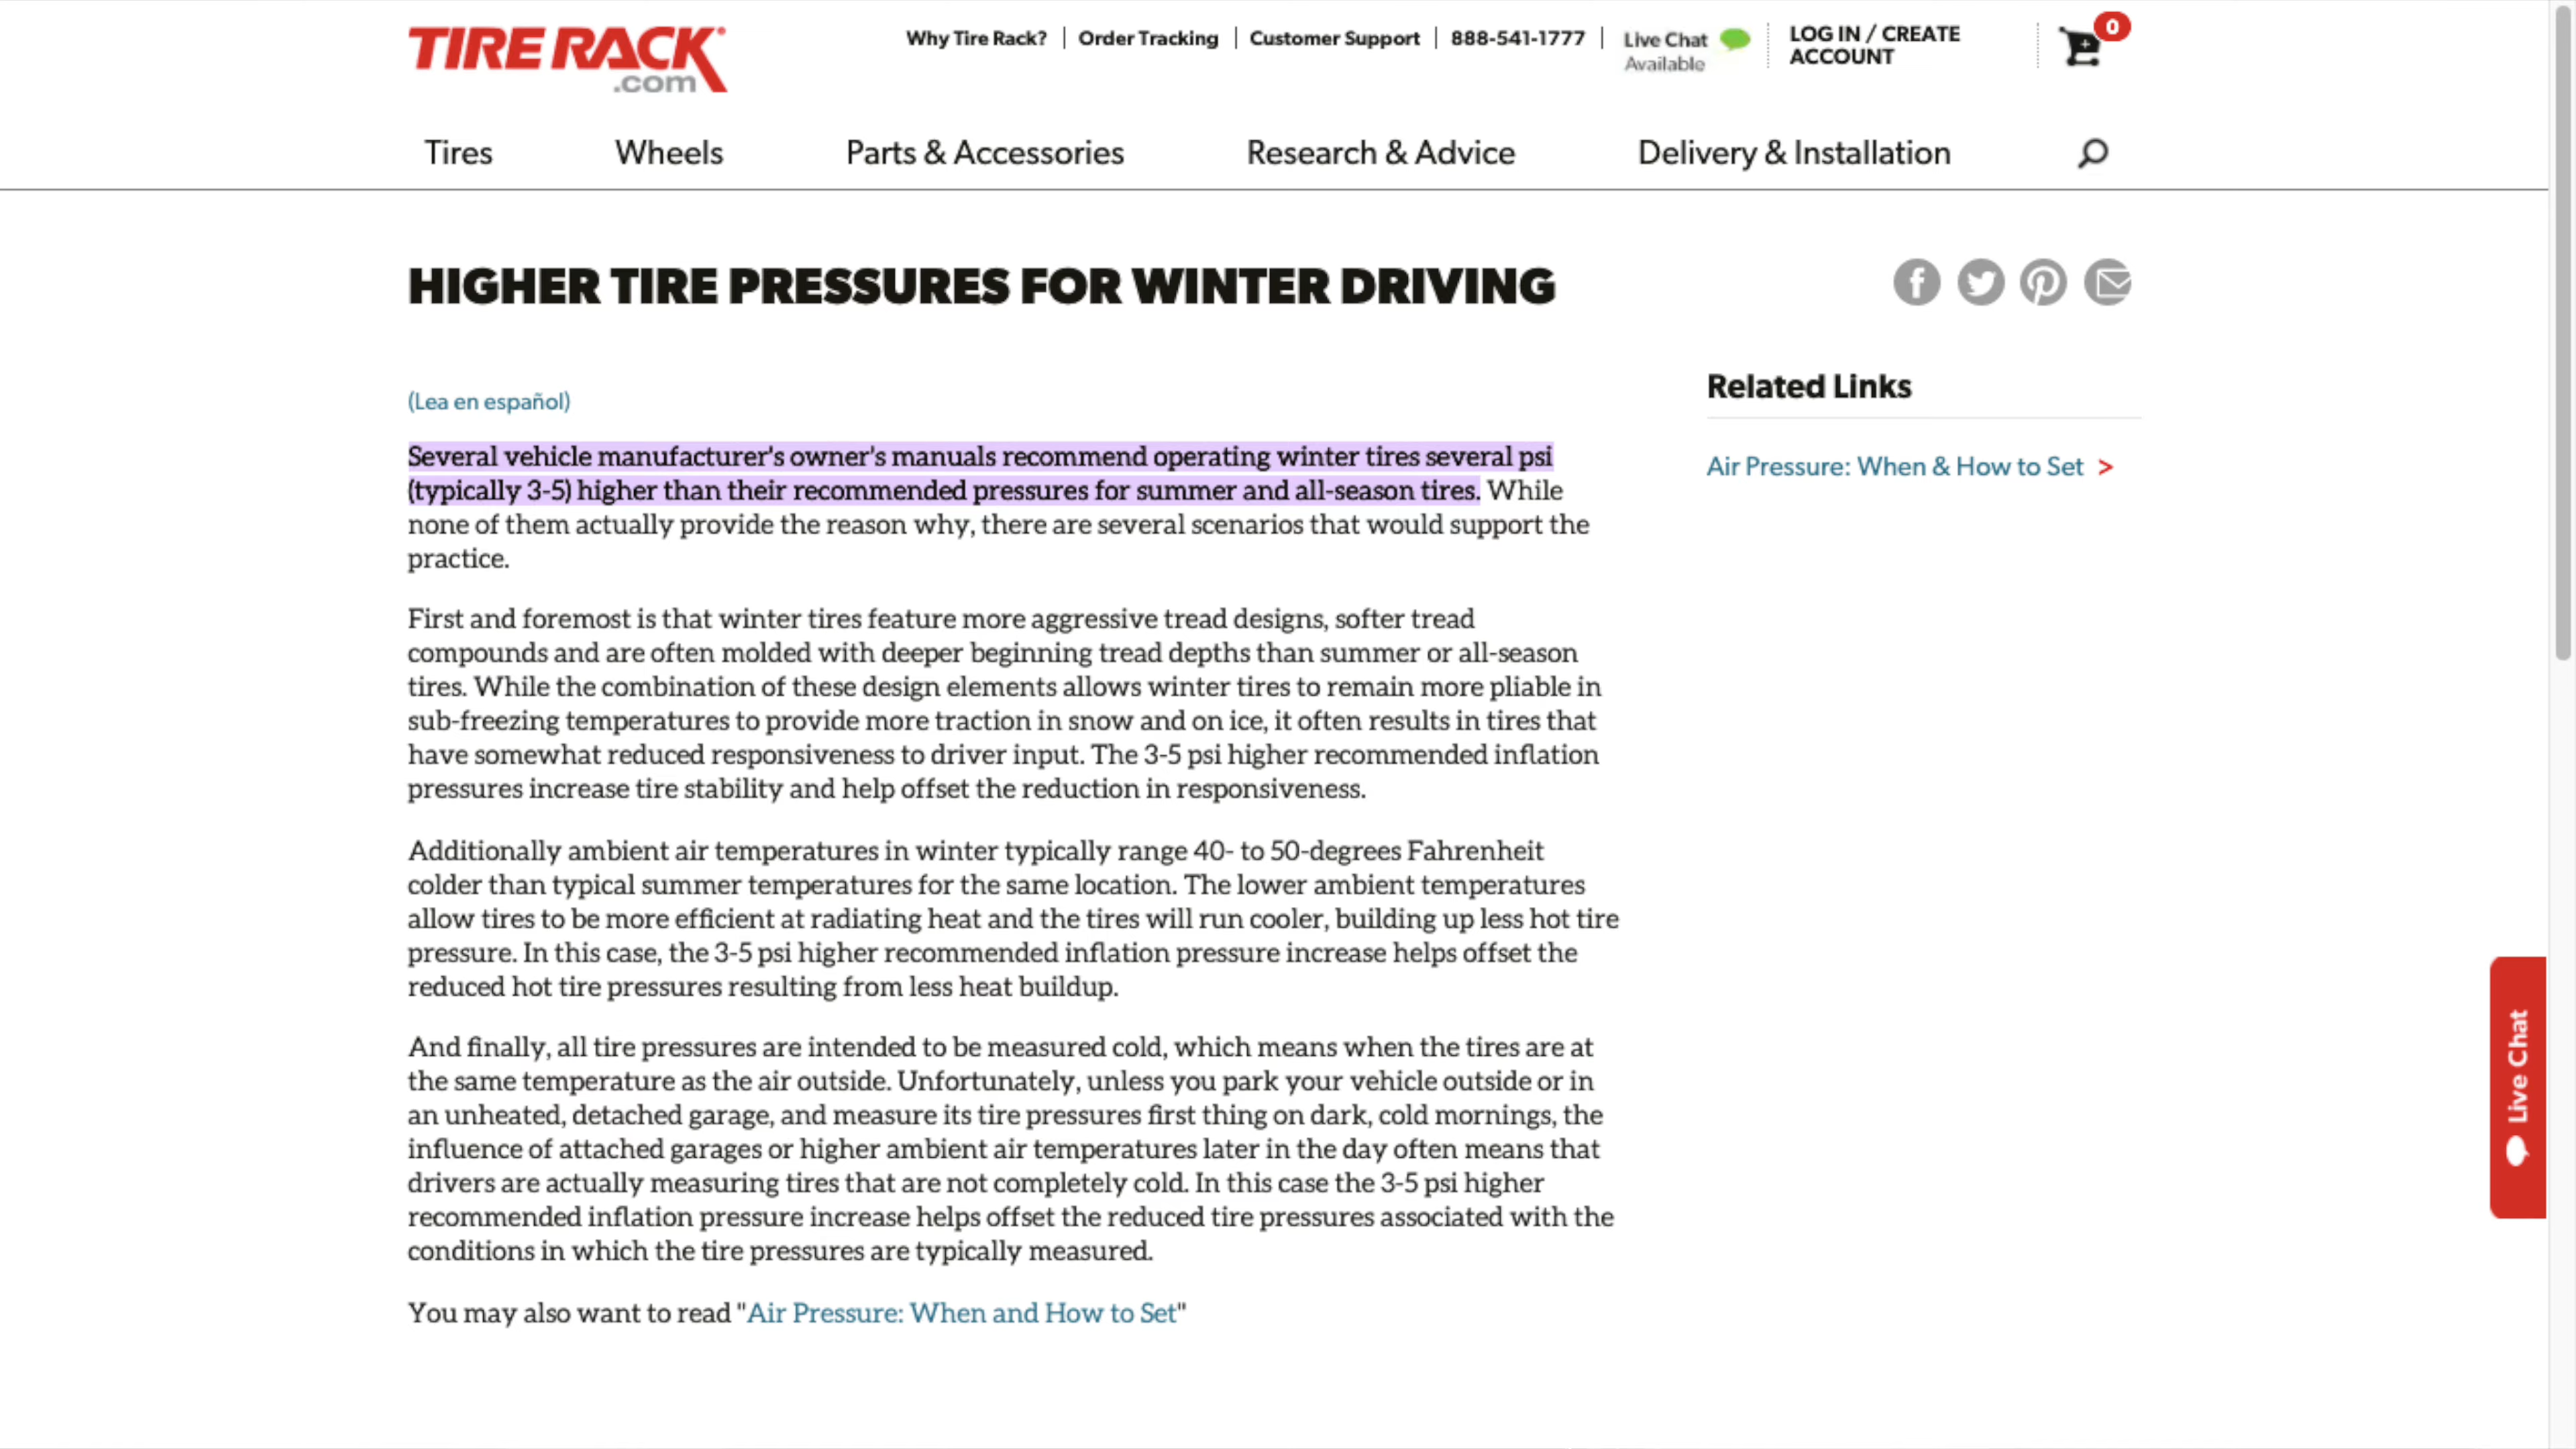 TIRE RACK
.com
Why Tire Rack? | Order Tracking | Customer Support | 888-541-1777 |
Live Chat
Available
LOG IN / CREATE
ACCOUNT
0
Tires Wheels Parts & Accessories Research & Advice Delivery & Installation
HIGHER TIRE PRESSURES FOR WINTER DRIVING
(Lea en español)
Several vehicle manufacturer's owner's manuals recommend operating winter tires several psi
(typically 3-5) higher than their recommended pressures for summer and all-season tires. While
none of them actually provide the reason why, there are several scenarios that would support the
practice.
First and foremost is that winter tires feature more aggressive tread designs, softer tread
compounds and are often molded with deeper beginning tread depths than summer or all-season
tires. While the combination of these design elements allows winter tires to remain more pliable in
sub-freezing temperatures to provide more traction in snow and on ice, it often results in tires that
have somewhat reduced responsiveness to driver input. The 3-5 psi higher recommended inflation
pressures increase tire stability and help offset the reduction in responsiveness.
Additionally ambient air temperatures in winter typically range 40- to 50-degrees Fahrenheit
colder than typical summer temperatures for the same location. The lower ambient temperatures
allow tires to be more efficient at radiating heat and the tires will run cooler, building up less hot tire
pressure. In this case, the 3-5 psi higher recommended inflation pressure increase helps offset the
reduced hot tire pressures resulting from less heat buildup.
And finally, all tire pressures are intended to be measured cold, which means when the tires are at
the same temperature as the air outside. Unfortunately, unless you park your vehicle outside or in
an unheated, detached garage, and measure its tire pressures first thing on dark, cold mornings, the
influence of attached garages or higher ambient air temperatures later in the day often means that
drivers are actually measuring tires that are not completely cold. In this case the 3-5 psi higher
recommended inflation pressure increase helps offset the reduced tire pressures associated with the
conditions in which the tire pressures are typically measured.
You may also want to read "Air Pressure: When and How to Set"
Related Links
Air Pressure: When & How to Set >
Live Chat